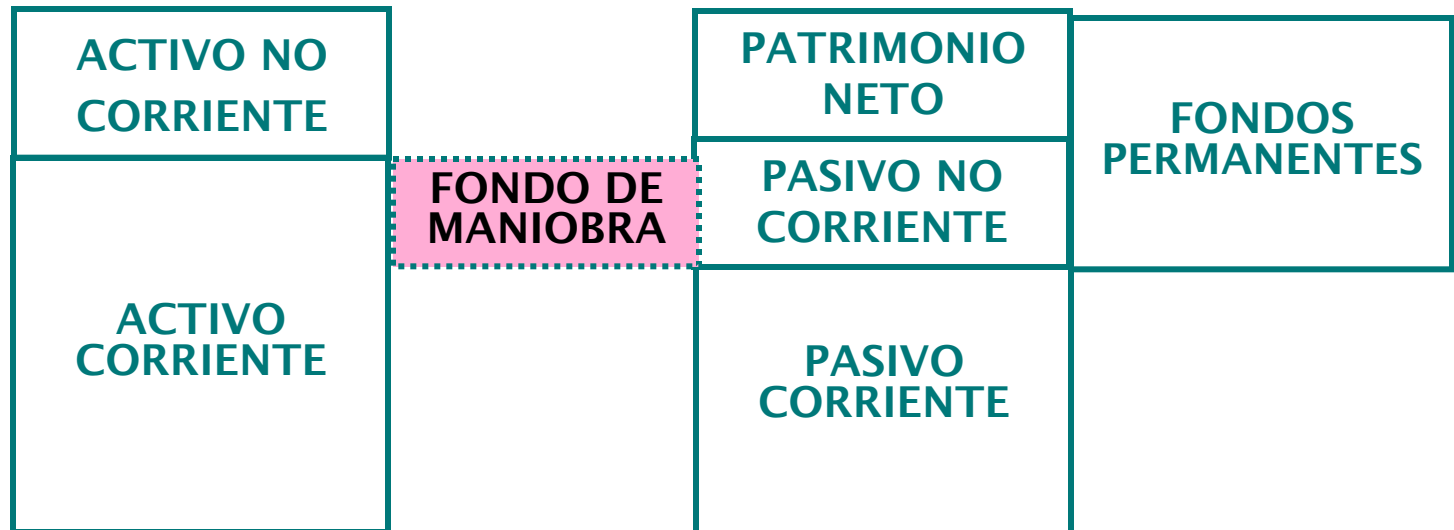 ACTIVO NO
CORRIENTE
ACTIVO
CORRIENTE
FONDO DE
MANIOBRA
PATRIMONIO
NETO
PASIVO NO
CORRIENTE
PASIVO
CORRIENTE
FONDOS
PERMANENTES